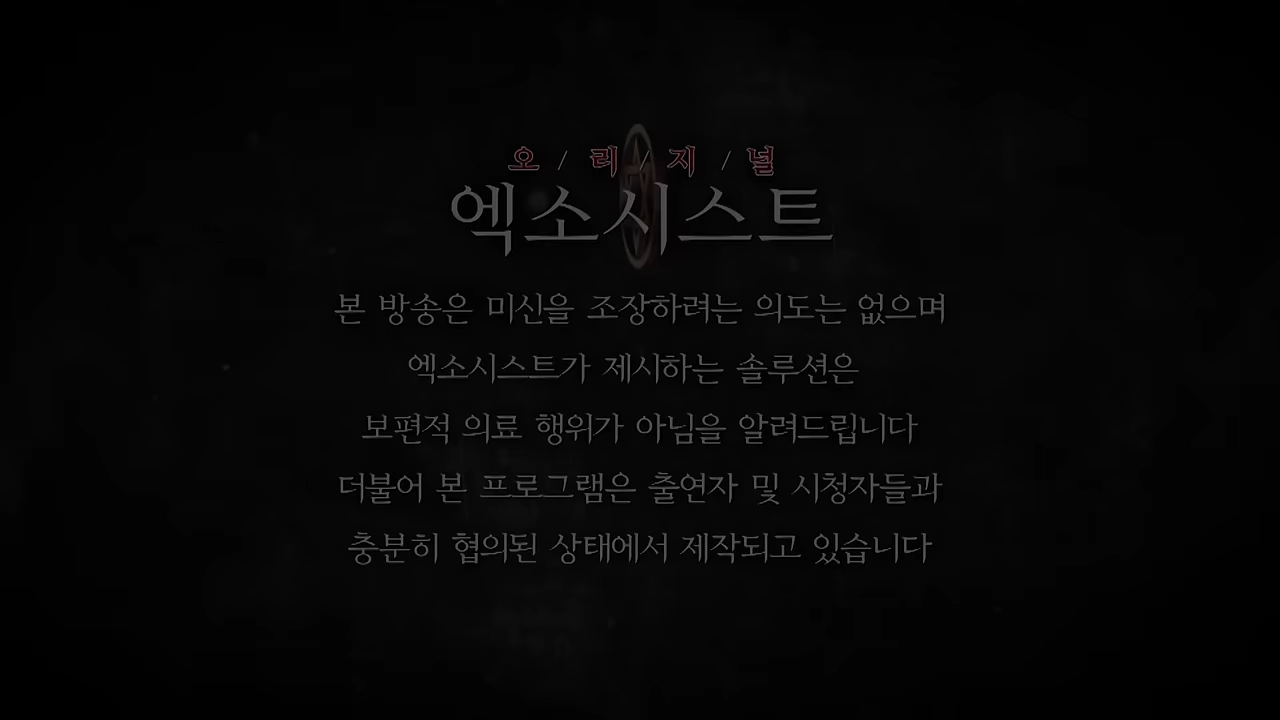 오/리/지/널
엑소시스트
본 방송은 미신을 조장하려는 의도는 없으며
엑소시스트가 제시하는 솔루션은
보편적 의료 행위가 아님을 알려드립니다
더불어 본 프로그램은 출연자 및 시청자들과
충분히 협의된 상태에서 제작되고 있습니다